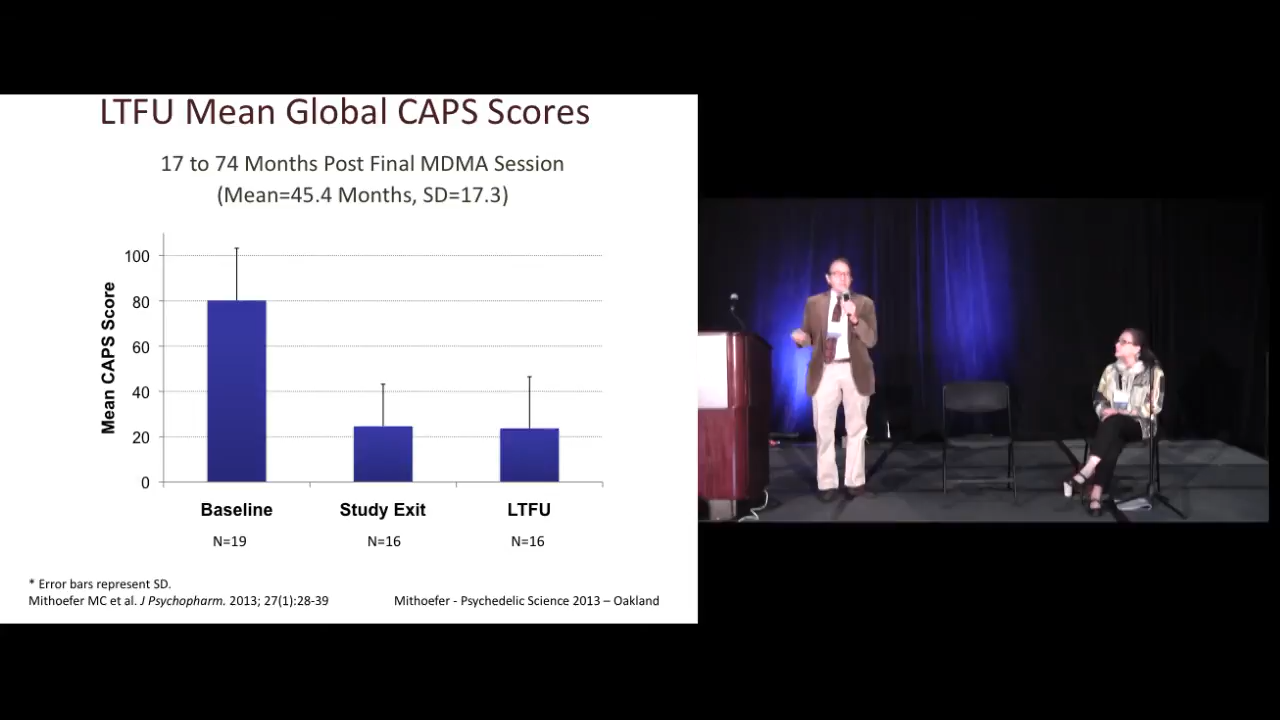 LTFU Mean Global CAPS Scores
17 to 74 Months Post Final MDMA Session
(Mean=45.4 Months, SD=17.3)
Mean CAPS Score
100
80
60
40
20
0
Baseline Study Exit LTFU
N=19 N=16 N=16
* Error bars represent SD.
Mithoefer MC et al. J Psychopharm. 2013; 27(1):28-39
Mithoefer - Psychedelic Science 2013 – Oakland